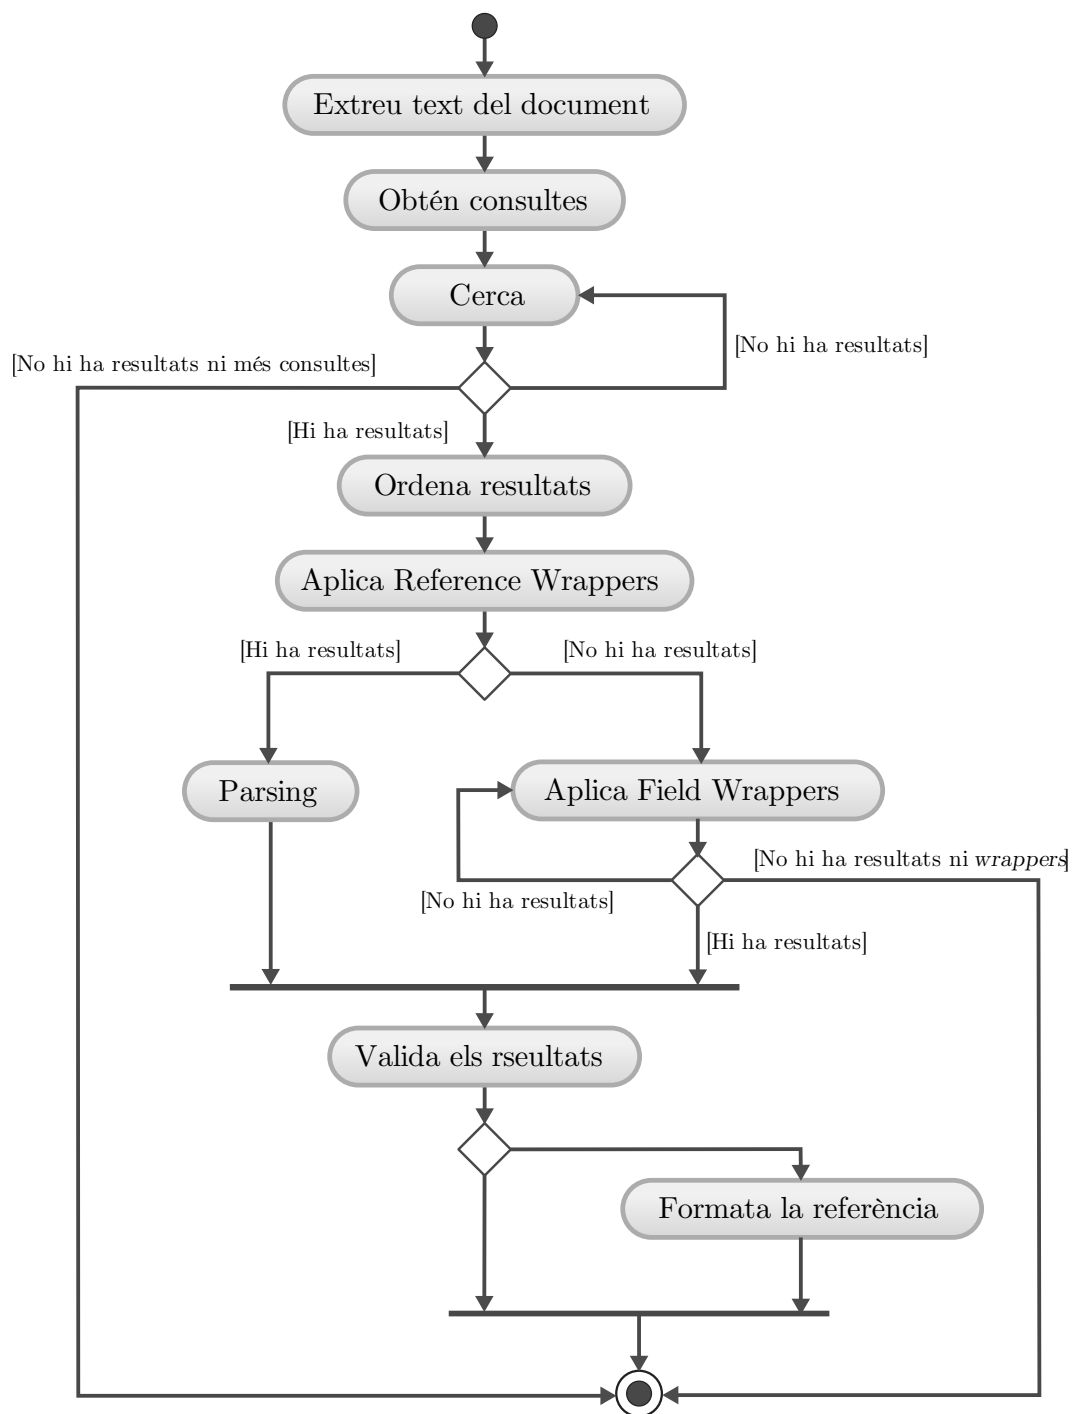 Extreu text del document
Obtén consultes
Cerca
[No hi ha resultats]
[No hi ha resultats ni més consultes]
[Hi ha resultats]
Ordena resultats
Aplica Reference Wrappers
[Hi ha resultats]
[No hi ha resultats]
Parsing
Aplica Field Wrappers
[No hi ha resultats ni wrappers]
[No hi ha resultats]
[Hi ha resultats]
Valida els rseultats
Formata la referència